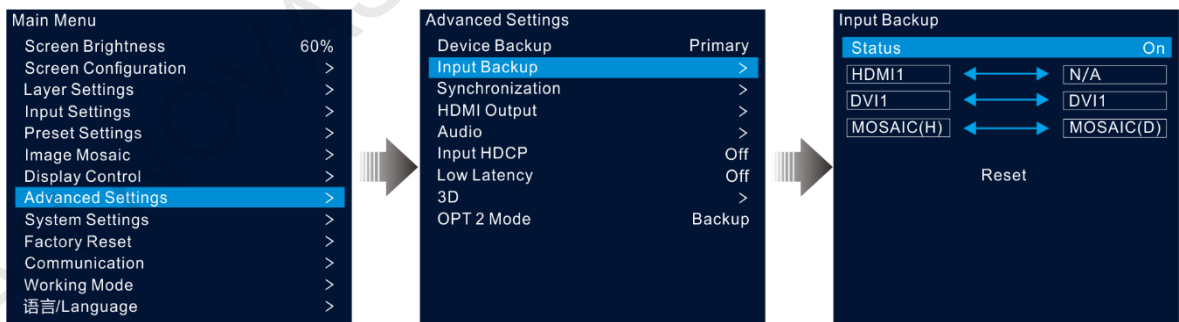 Main Menu
Screen Brightness 60%
Screen Configuration >
Layer Settings >
Input Settings >
Preset Settings >
Image Mosaic >
Display Control >
Advanced Settings >
System Settings >
Factory Reset >
Communication >
Working Mode >
语言/Language >
Advanced Settings
Device Backup Primary
Input Backup >
Synchronization >
HDMI Output >
Audio >
Input HDCP Off
Low Latency Off
3D >
OPT 2 Mode Backup
Input Backup
Status On
HDMI1 N/A
DVI1 DVI1
MOSAIC(H) MOSAIC(D)
Reset